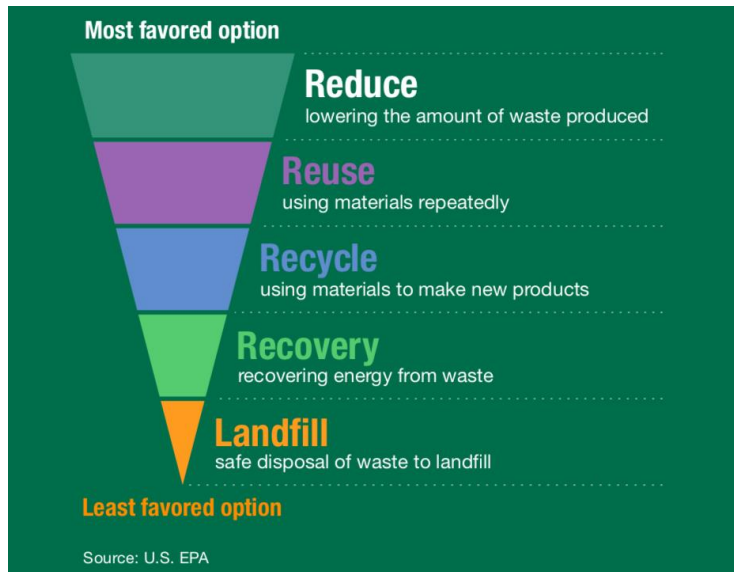 Most favored option
Reduce
lowering the amount of waste produced
Reuse
using materials repeatedly
Recycle
using materials to make new products
Recovery
recovering energy from waste
Landfill
safe disposal of waste to landfill
Least favored option
Source: U.S. EPA